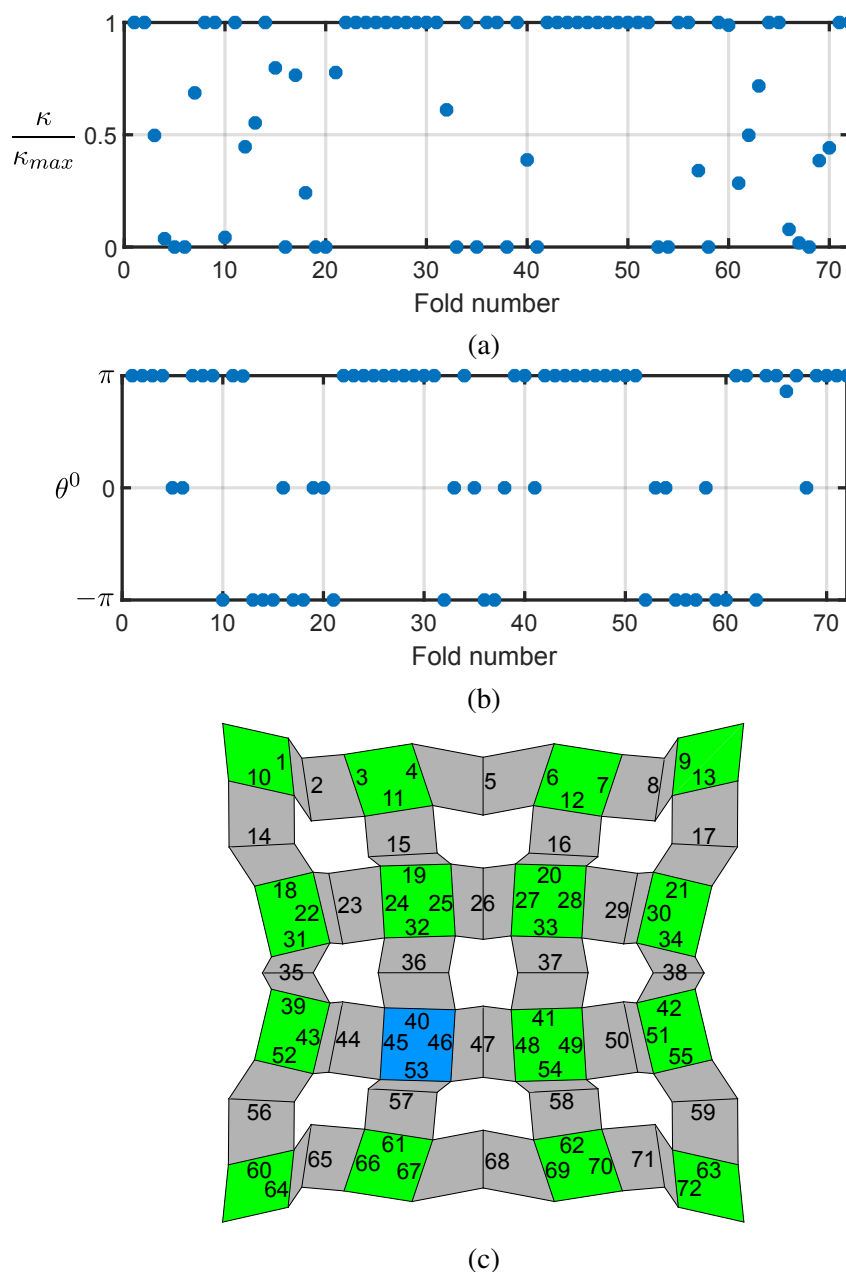 1
κ
κmax
0.5
0
0 10 20 30 40 50 60 70
Fold number
(a)
π
θ⁰ 0
−π
0 10 20 30 40 50 60 70
Fold number
(b)
1 9
10 2 3 4 5 6 7 8 13
11 12
14 15 16 17
18 19 20 21
22 23 24 25 26 27 28 29 30
31 32 33 34
35 36 37 38
39 40 41 42
43 44 45 46 47 48 49 50 51
52 53 54 55
56 57 58 59
60 61 62 63
64 65 66 67 68 69 70 71 72
(c)